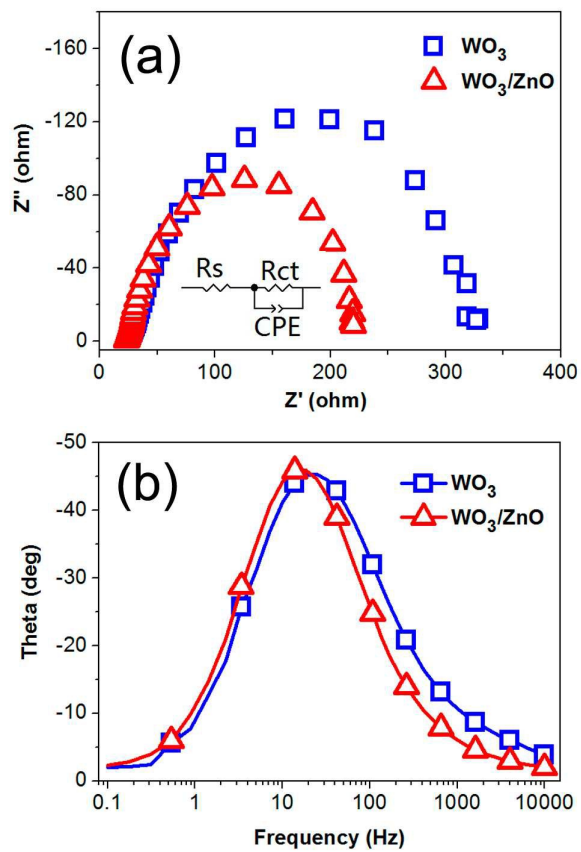 (a)
WO₃
WO₃/ZnO
-160
-120
-80
-40
0
Z'' (ohm)
Rs
Rct
CPE
0
100
200
300
400
Z' (ohm)
(b)
WO₃
WO₃/ZnO
-50
-40
-30
-20
-10
0
Theta (deg)
0.1
1
10
100
1000
10000
Frequency (Hz)